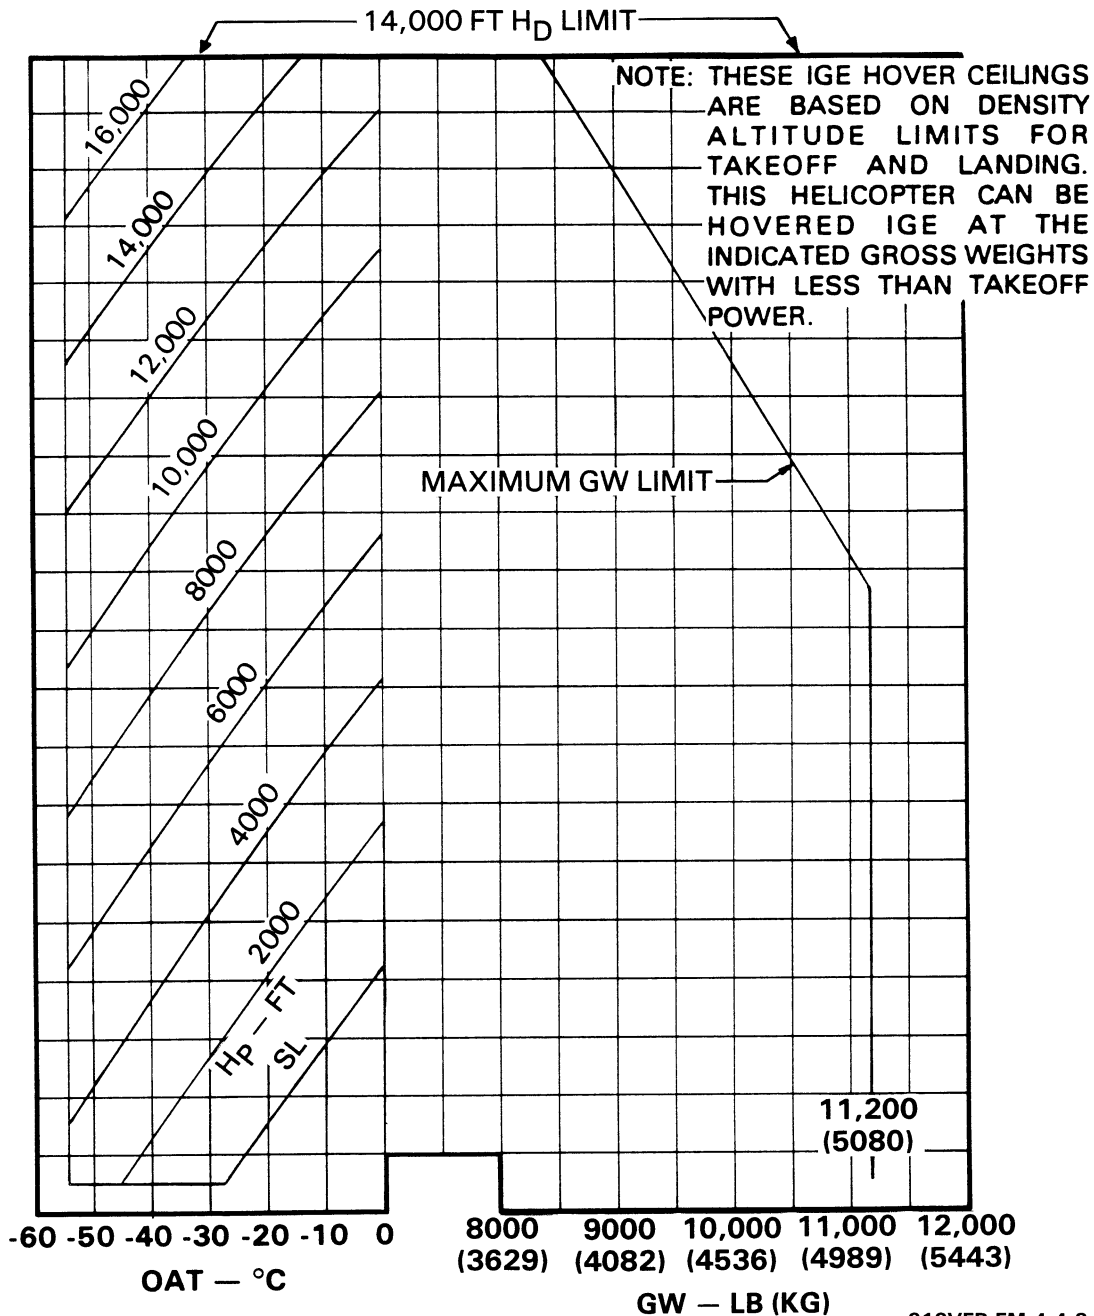 14,000 FT HD LIMIT
NOTE: THESE IGE HOVER CEILINGS
ARE BASED ON DENSITY
ALTITUDE LIMITS FOR
TAKEOFF AND LANDING.
THIS HELICOPTER CAN BE
HOVERED IGE AT THE
INDICATED GROSS WEIGHTS
WITH LESS THAN TAKEOFF
POWER.
16,000
14,000
12,000
10,000
8000
6000
4000
2000
HP – FT
SL
MAXIMUM GW LIMIT
11,200
(5080)
-60 -50 -40 -30 -20 -10 0
8000 9000 10,000 11,000 12,000
(3629) (4082) (4536) (4989) (5443)
OAT — °C
GW — LB (KG)